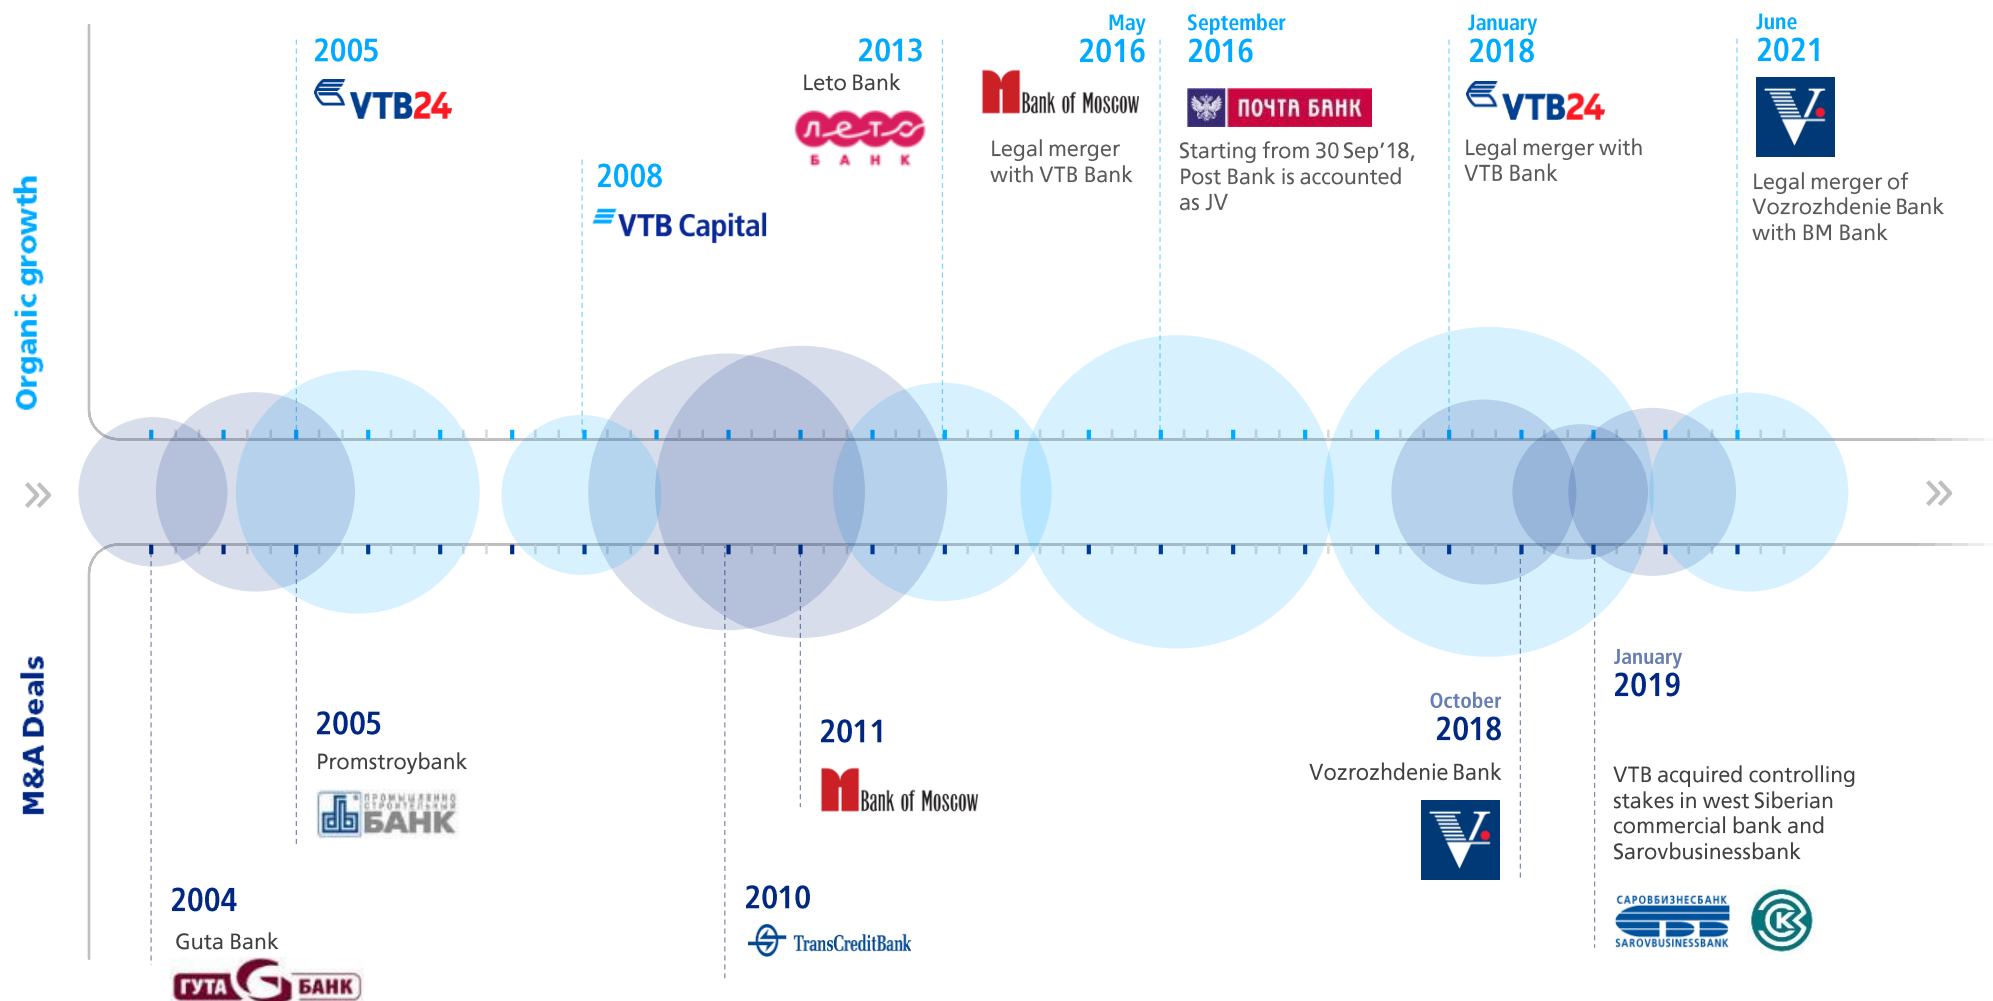 Organic growth
2005
VTB24
2008
VTB Capital
2013
Leto Bank
лето
БАНК
May
2016
Bank of Moscow
Legal merger
with VTB Bank
September
2016
ПОЧТА БАНК
Starting from 30 Sep’18,
Post Bank is accounted
as JV
January
2018
VTB24
Legal merger with
VTB Bank
June
2021
V.
Legal merger of
Vozrozhdenie Bank
with BM Bank
M&A Deals
2004
Guta Bank
ГУТА БАНК
2005
Promstroybank
ПРОМЫШЛЕННО
СТРОИТЕЛЬНЫЙ
БАНК
2010
TransCreditBank
2011
Bank of Moscow
October
2018
Vozrozhdenie Bank
V.
January
2019
VTB acquired controlling
stakes in west Siberian
commercial bank and
Sarovbusinessbank
САРОВБИЗНЕСБАНК
SAROVBUSINESSBANK